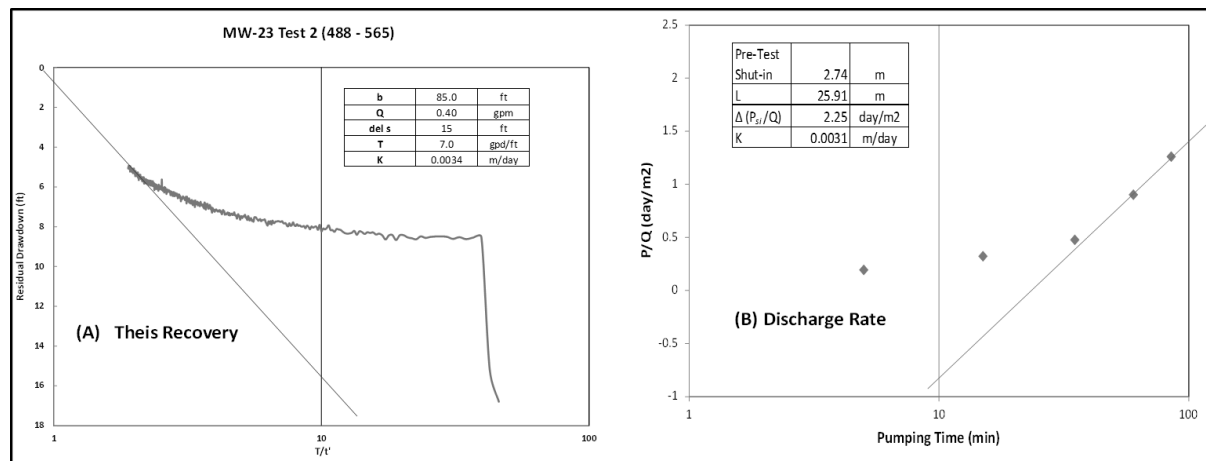 MW-23 Test 2 (488 - 565)
0
2
4
6
8
10
12
14
16
18
Residual Drawdown (ft)
b 85.0 ft
Q 0.40 gpm
del s 15 ft
T 7.0 gpd/ft
K 0.0034 m/day
(A) Theis Recovery
1 10 100
T/t'
2.5
2
1.5
1
0.5
0
-0.5
-1
P/Q (day/m2)
Pre-Test
Shut-in 2.74 m
L 25.91 m
Δ (Psi/Q) 2.25 day/m2
K 0.0031 m/day
(B) Discharge Rate
1 10 100
Pumping Time (min)